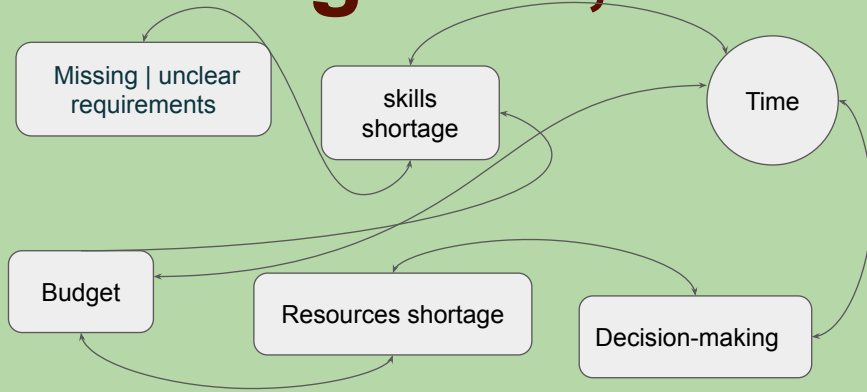 Missing | unclear
requirements
skills
shortage
Time
Budget
Resources shortage
Decision-making